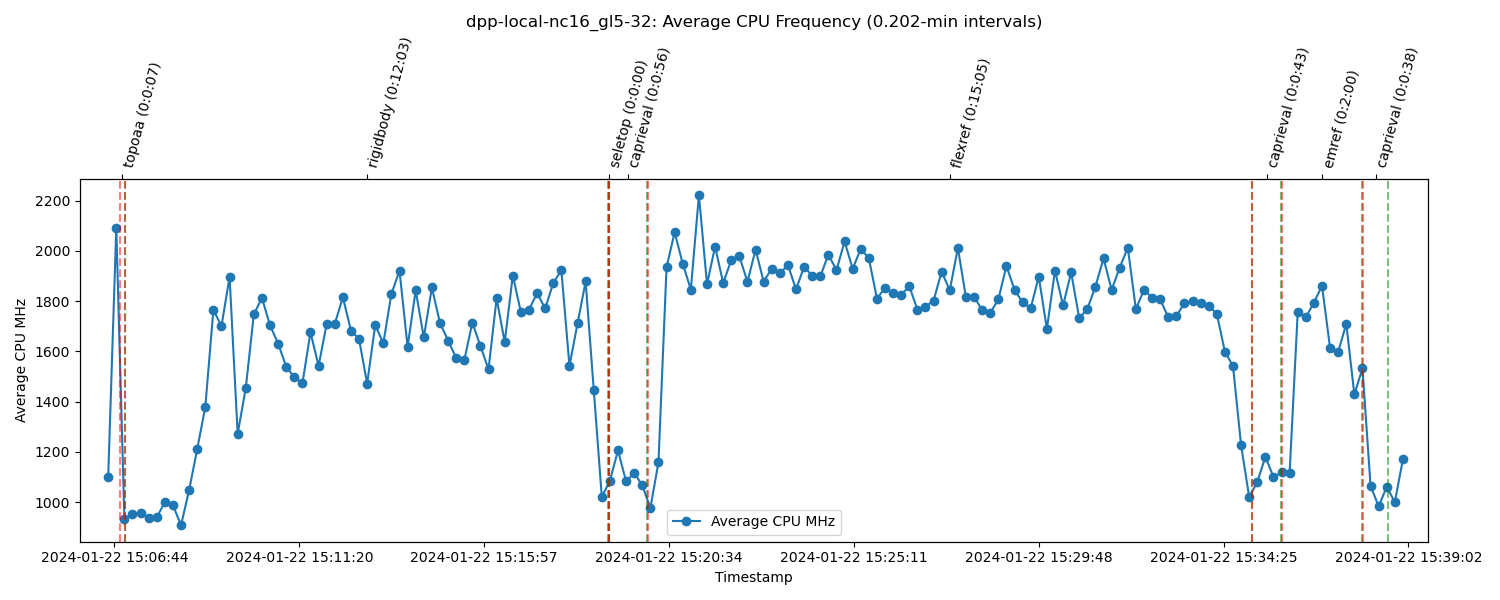 dpp-local-nc16_gl5-32: Average CPU Frequency (0.202-min intervals)
topoaa (0:0:07)
rigidbody (0:12:03)
seletop (0:0:00)
caprieval (0:0:56)
flexref (0:15:05)
caprieval (0:0:43)
emref (0:2:00)
caprieval (0:0:38)
Average CPU MHz
2200
2000
1800
1600
1400
1200
1000
Average CPU MHz
2024-01-22 15:06:44
2024-01-22 15:11:20
2024-01-22 15:15:57
2024-01-22 15:20:34
2024-01-22 15:25:11
2024-01-22 15:29:48
2024-01-22 15:34:25
2024-01-22 15:39:02
Timestamp